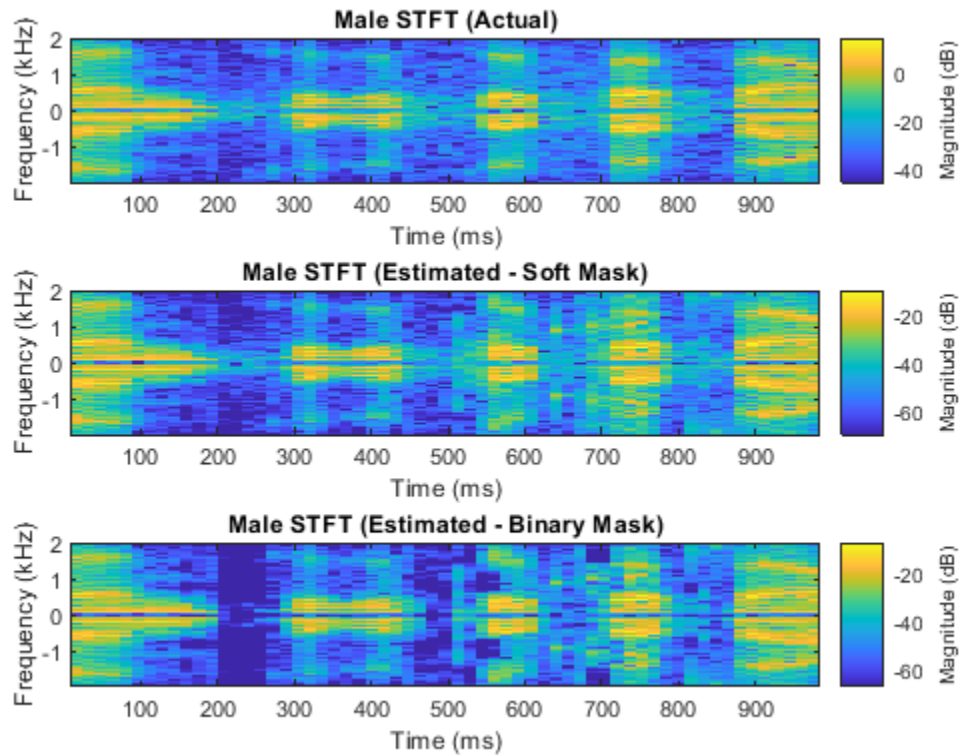 Male STFT (Actual)
Frequency (kHz)
2
1
0
-1
100 200 300 400 500 600 700 800 900
Time (ms)
0
-20
-40
Magnitude (dB)
Male STFT (Estimated - Soft Mask)
Frequency (kHz)
2
1
0
-1
100 200 300 400 500 600 700 800 900
Time (ms)
-20
-40
-60
Magnitude (dB)
Male STFT (Estimated - Binary Mask)
Frequency (kHz)
2
1
0
-1
100 200 300 400 500 600 700 800 900
Time (ms)
-20
-40
-60
Magnitude (dB)